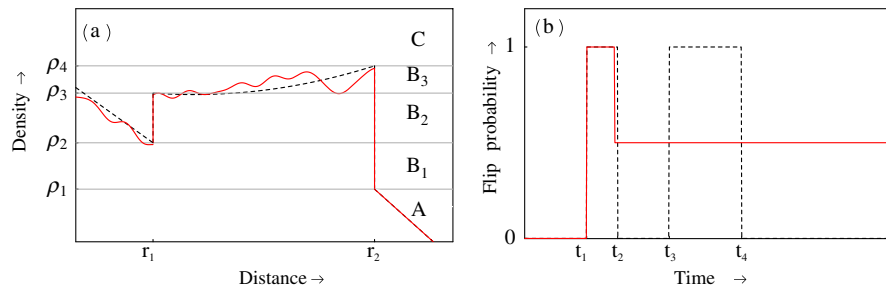 (a)
C
ρ4
B3
ρ3
B2
ρ2
B1
ρ1
A
r1
r2
Density →
Distance →
(b)
1
0
t1
t2
t3
t4
Flip probability →
Time →